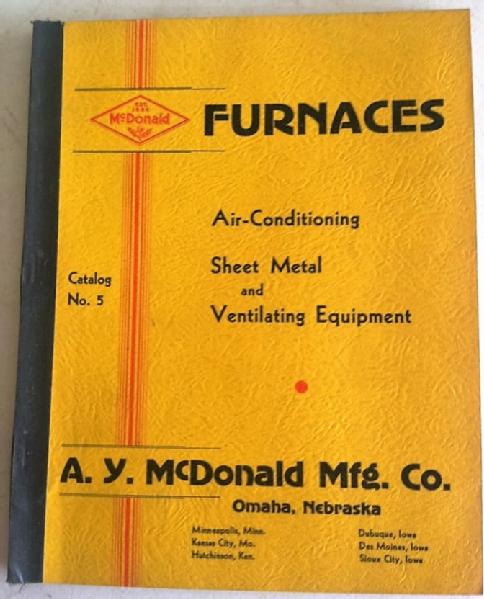 EST.
1856
McDonald
FURNACES
Air-Conditioning
Sheet Metal
and
Ventilating Equipment
Catalog
No. 5
A. Y. McDonald Mfg. Co.
Omaha, Nebraska
Minneapolis, Minn.
Kansas City, Mo.
Hutchinson, Kan.
Dubuque, Iowa
Des Moines, Iowa
Sioux City, Iowa